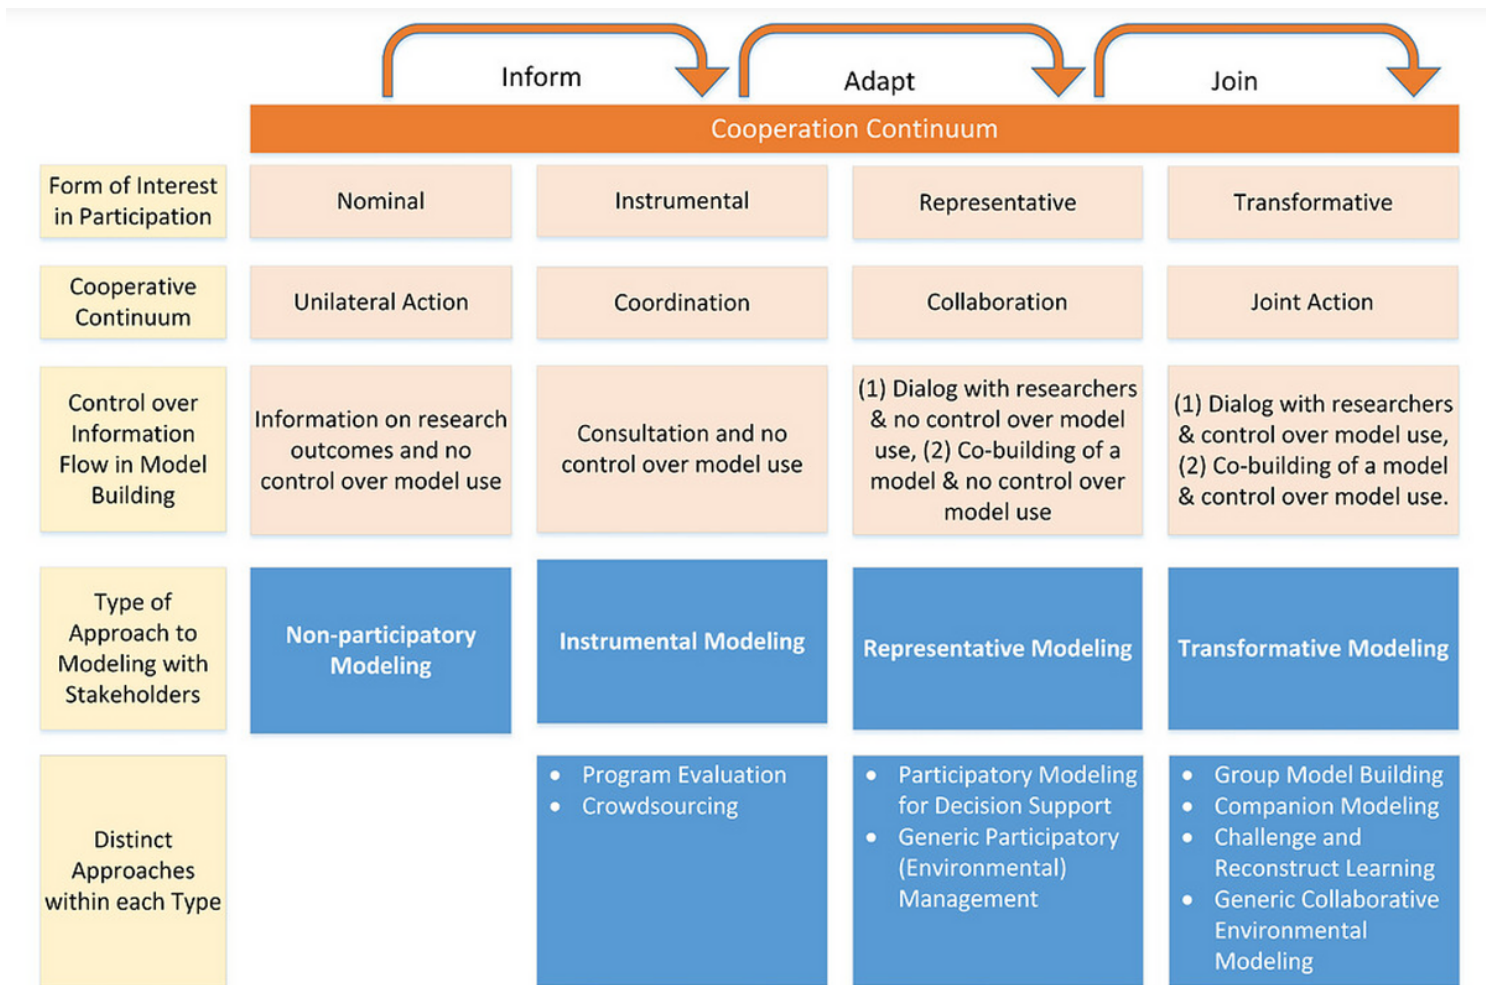 Inform
Adapt
Join
Cooperation Continuum
Form of Interest
in Participation
Nominal
Instrumental
Representative
Transformative
Cooperative
Continuum
Unilateral Action
Coordination
Collaboration
Joint Action
Control over
Information
Flow in Model
Building
Information on research
outcomes and no
control over model use
Consultation and no
control over model use
(1) Dialog with researchers
& no control over model
use, (2) Co-building of a
model & no control over
model use
(1) Dialog with researchers
& control over model use,
(2) Co-building of a model
& control over model use.
Type of
Approach to
Modeling with
Stakeholders
Non-participatory
Modeling
Instrumental Modeling
Representative Modeling
Transformative Modeling
Distinct
Approaches
within each Type
• Program Evaluation
• Crowdsourcing
• Participatory Modeling
for Decision Support
• Generic Participatory
(Environmental)
Management
• Group Model Building
• Companion Modeling
• Challenge and
Reconstruct Learning
• Generic Collaborative
Environmental
Modeling